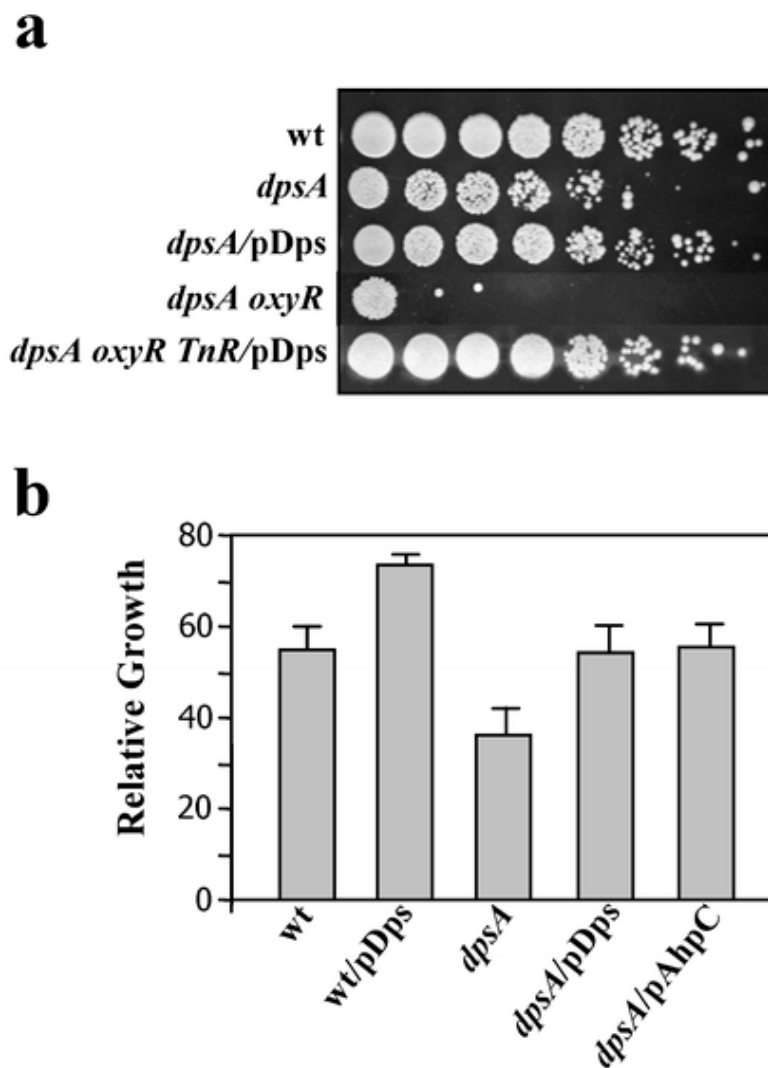 a
wt
dpsA
dpsA/pDps
dpsA oxyR
dpsA oxyR TnR/pDps
b
Relative Growth
80
60
40
20
0
wt
wt/pDps
dpsA
dpsA/pDps
dpsA/pAhpC